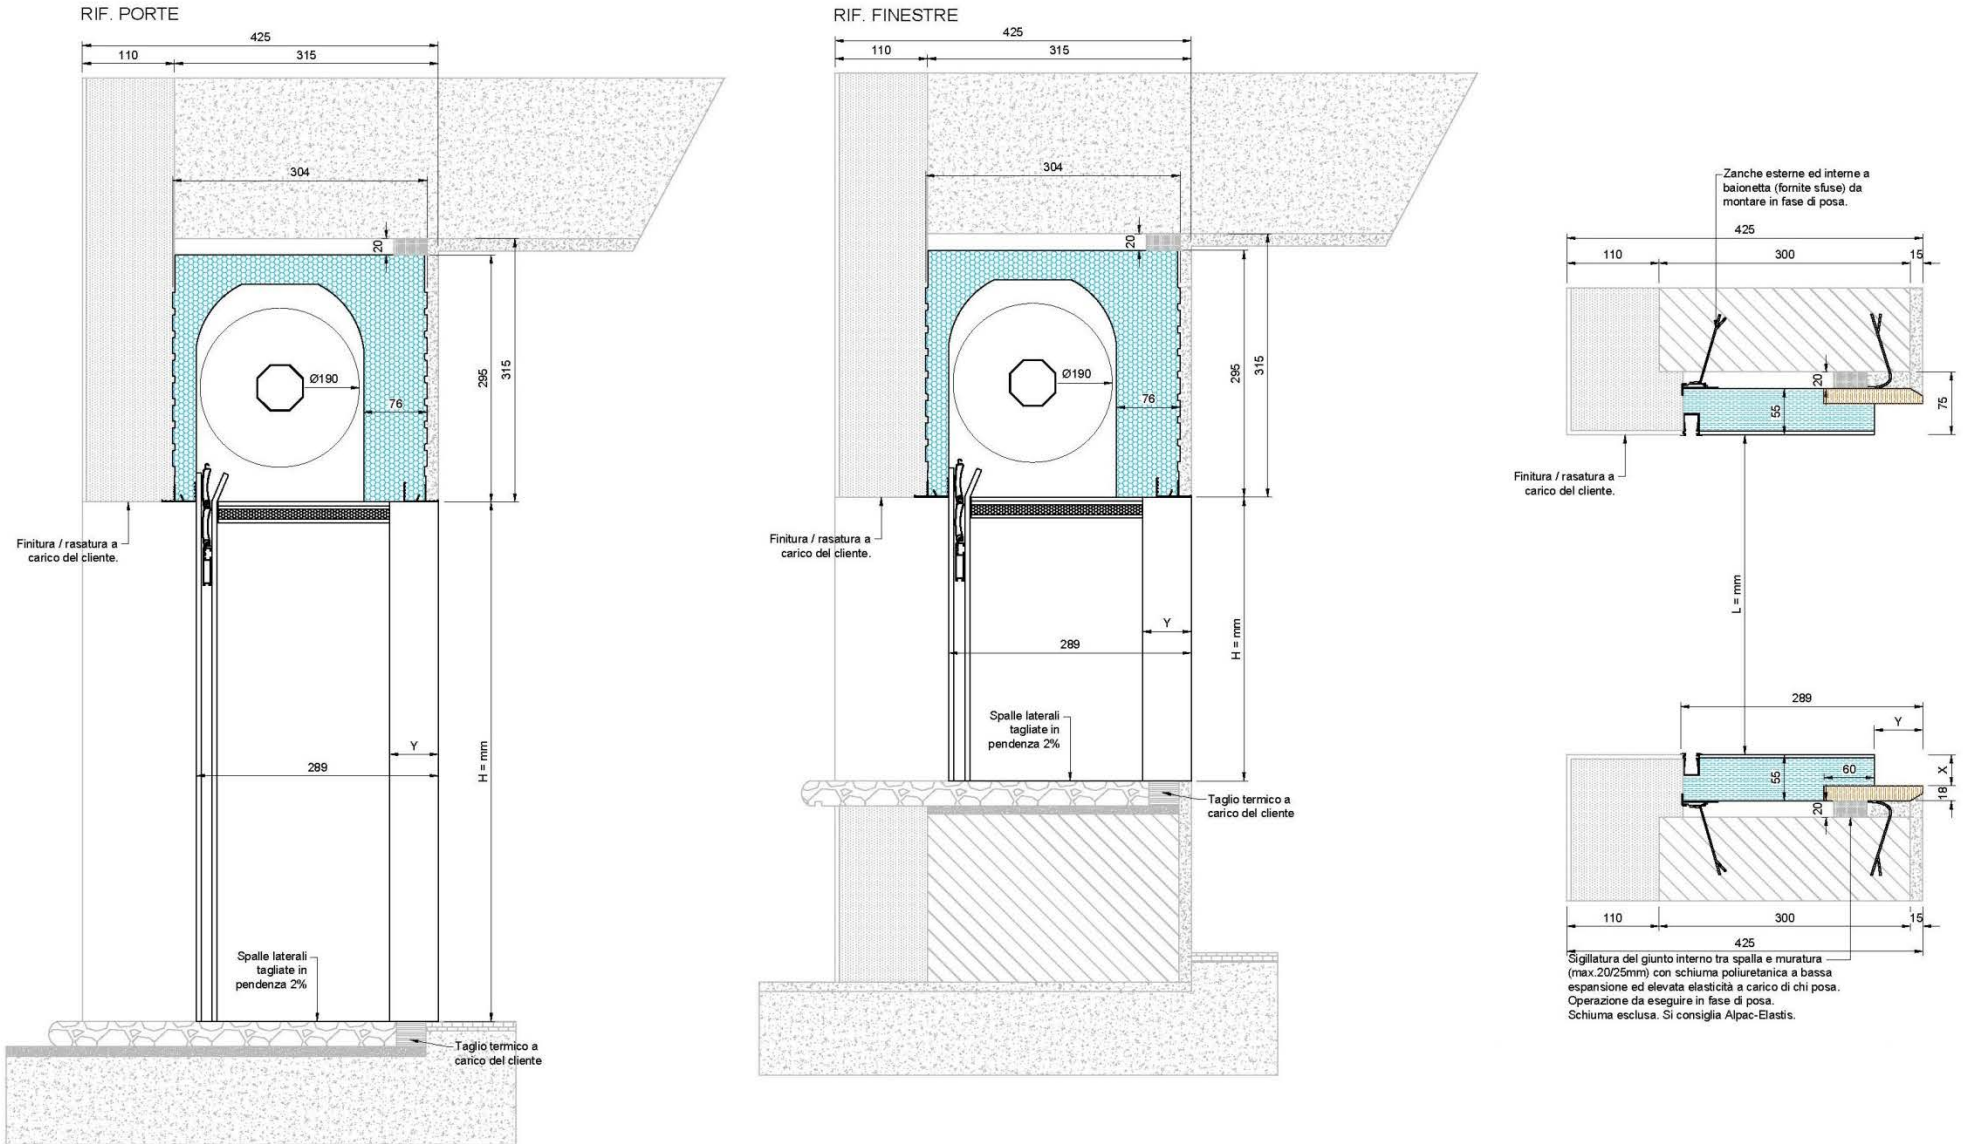 RIF. PORTE
425
110
315
304
20
295
315
Ø190
76
Finitura / rasatura a
carico del cliente.
Y
289
H = mm
Spalle laterali
tagliate in
pendenza 2%
Taglio termico a
carico del cliente
RIF. FINESTRE
425
110
315
304
20
295
315
Ø190
76
Finitura / rasatura a
carico del cliente.
Y
289
H = mm
Spalle laterali
tagliate in
pendenza 2%
Taglio termico a
carico del cliente
Zanche esterne ed interne a
baionetta (fornite sfuse) da
montare in fase di posa.
425
110
300
15
20
55
75
Finitura / rasatura a
carico del cliente.
L = mm
289
Y
55
60
X
18
20
110
300
15
425
Sigillatura del giunto interno tra spalla e muratura
(max.20/25mm) con schiuma poliuretanica a bassa
espansione ed elevata elasticità a carico di chi posa.
Operazione da eseguire in fase di posa.
Schiuma esclusa. Si consiglia Alpac-Elastis.